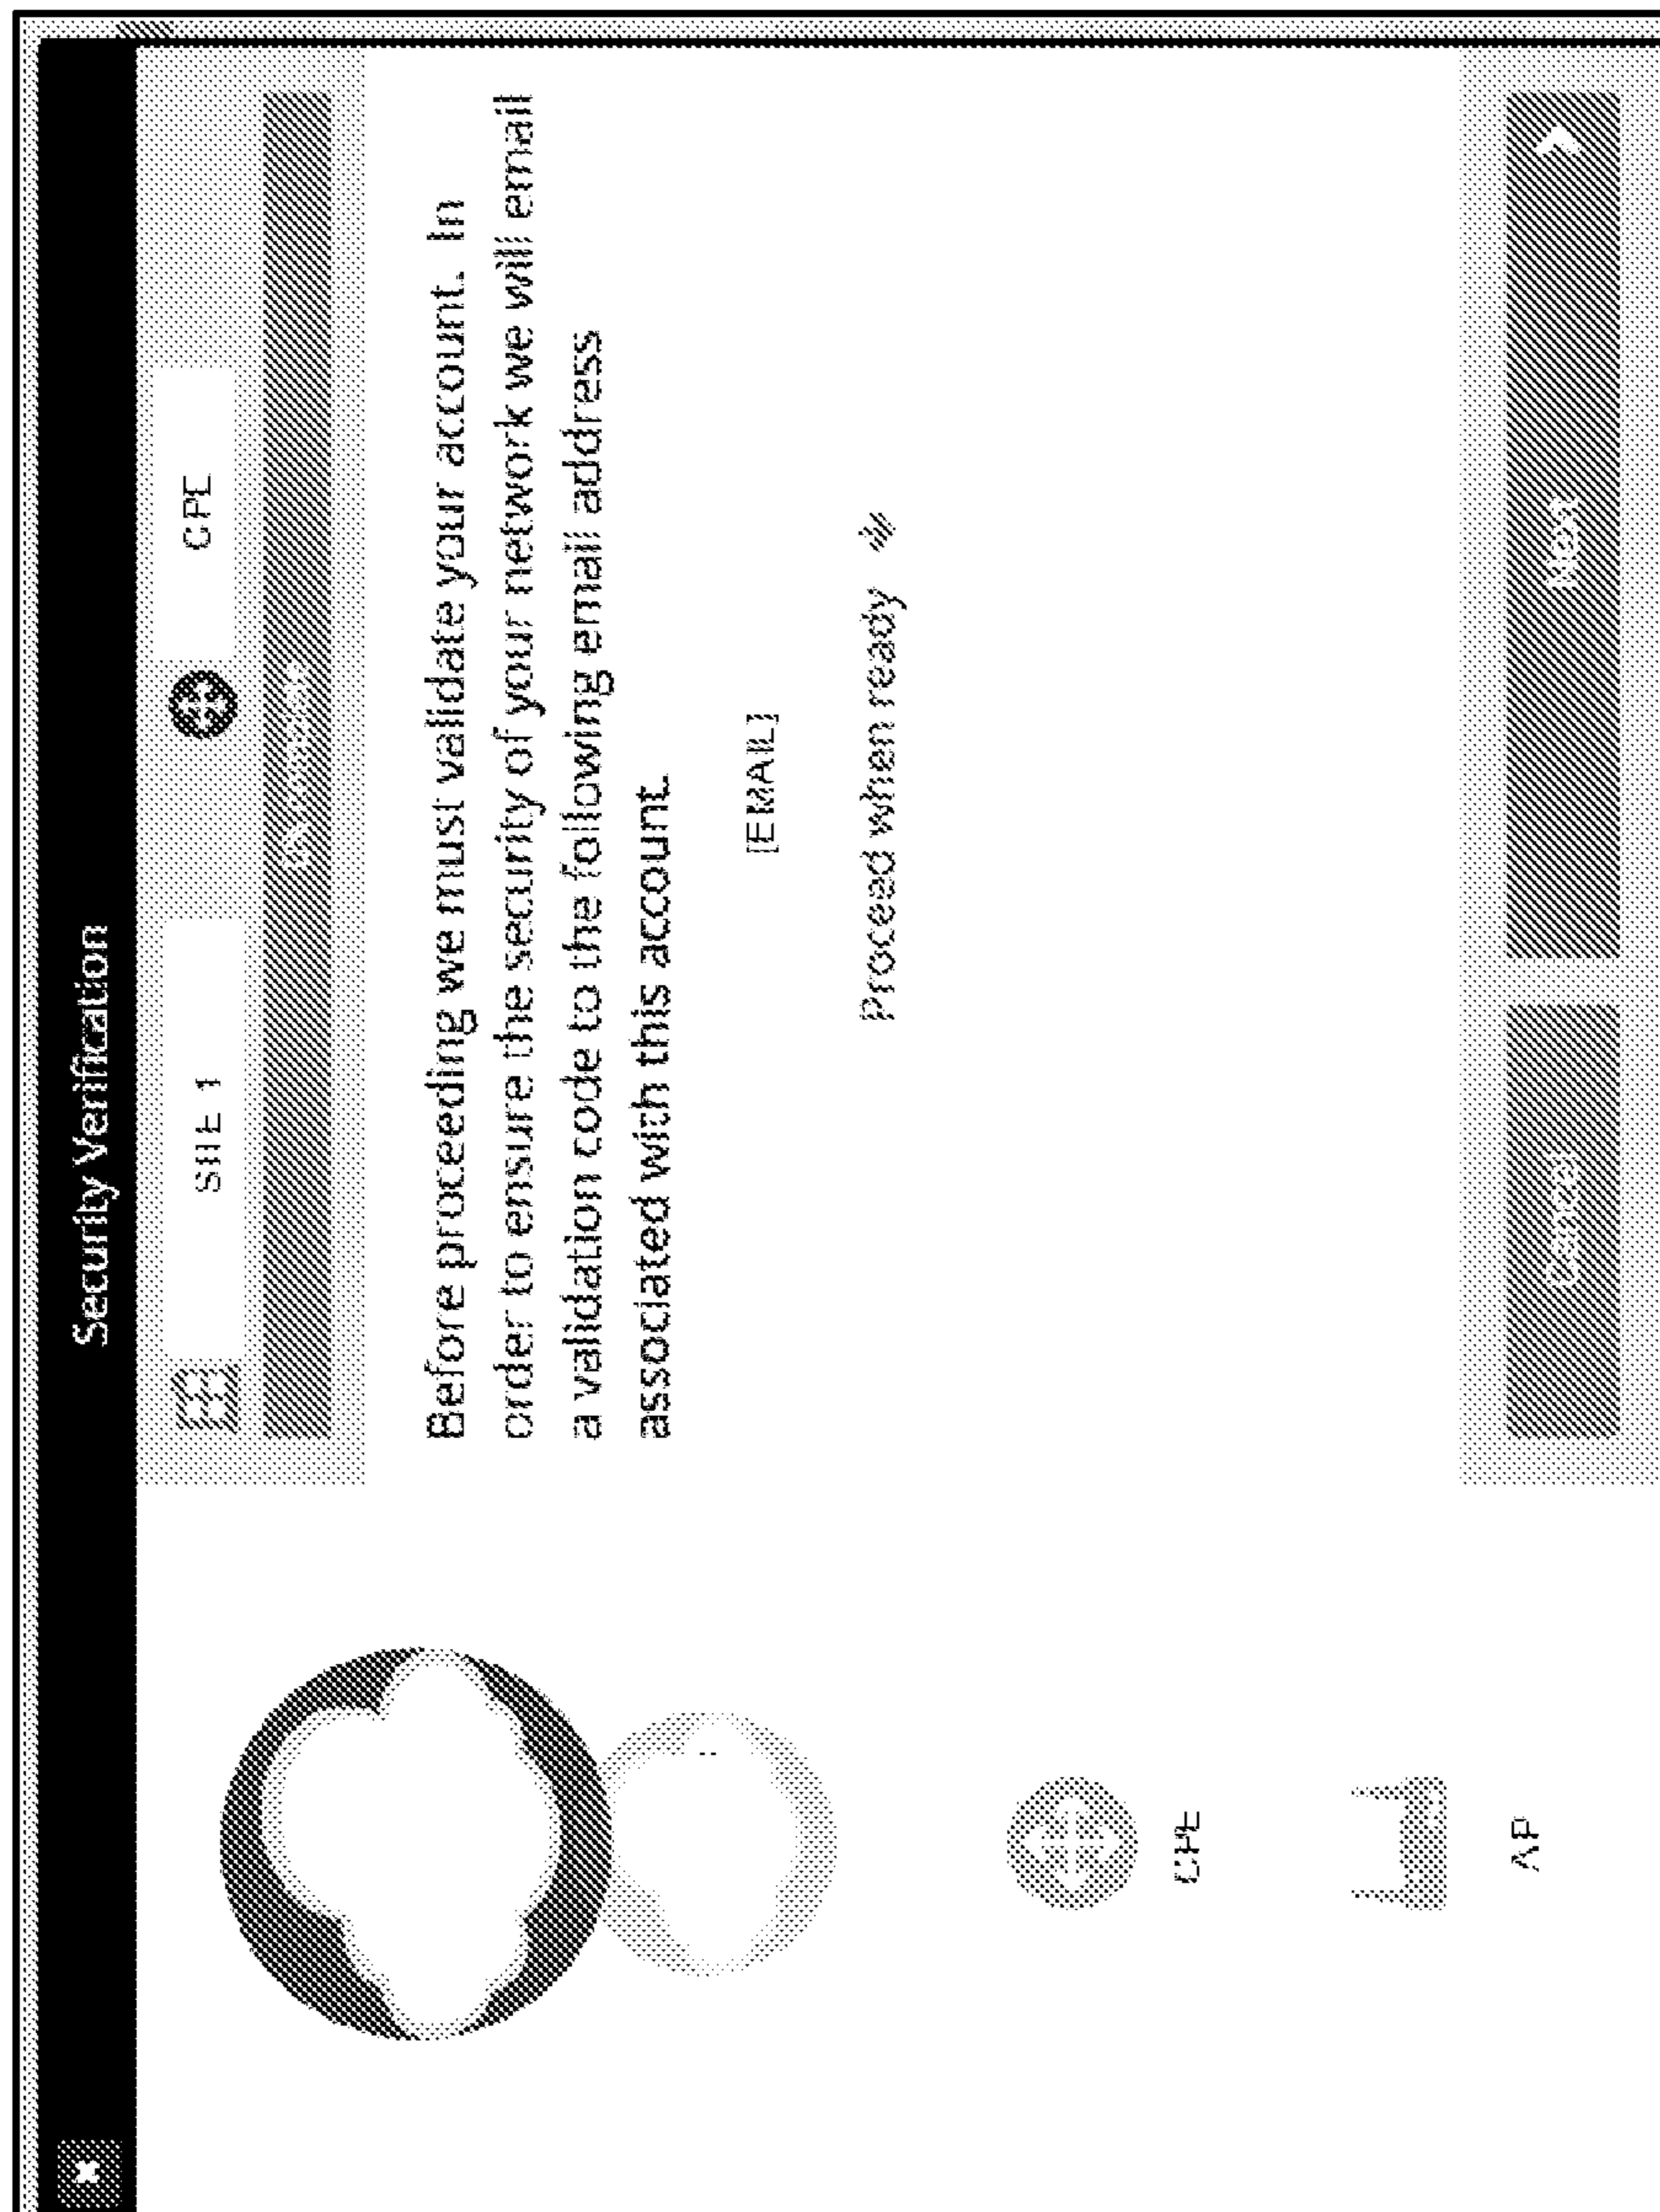 Security Verification
SITE 1
CPE
Before proceeding we must validate your account. In
order to ensure the security of your network we will email
a validation code to the following email address
associated with this account.
[EMAIL]
Proceed when ready
Cancel
Next
CPE
AP